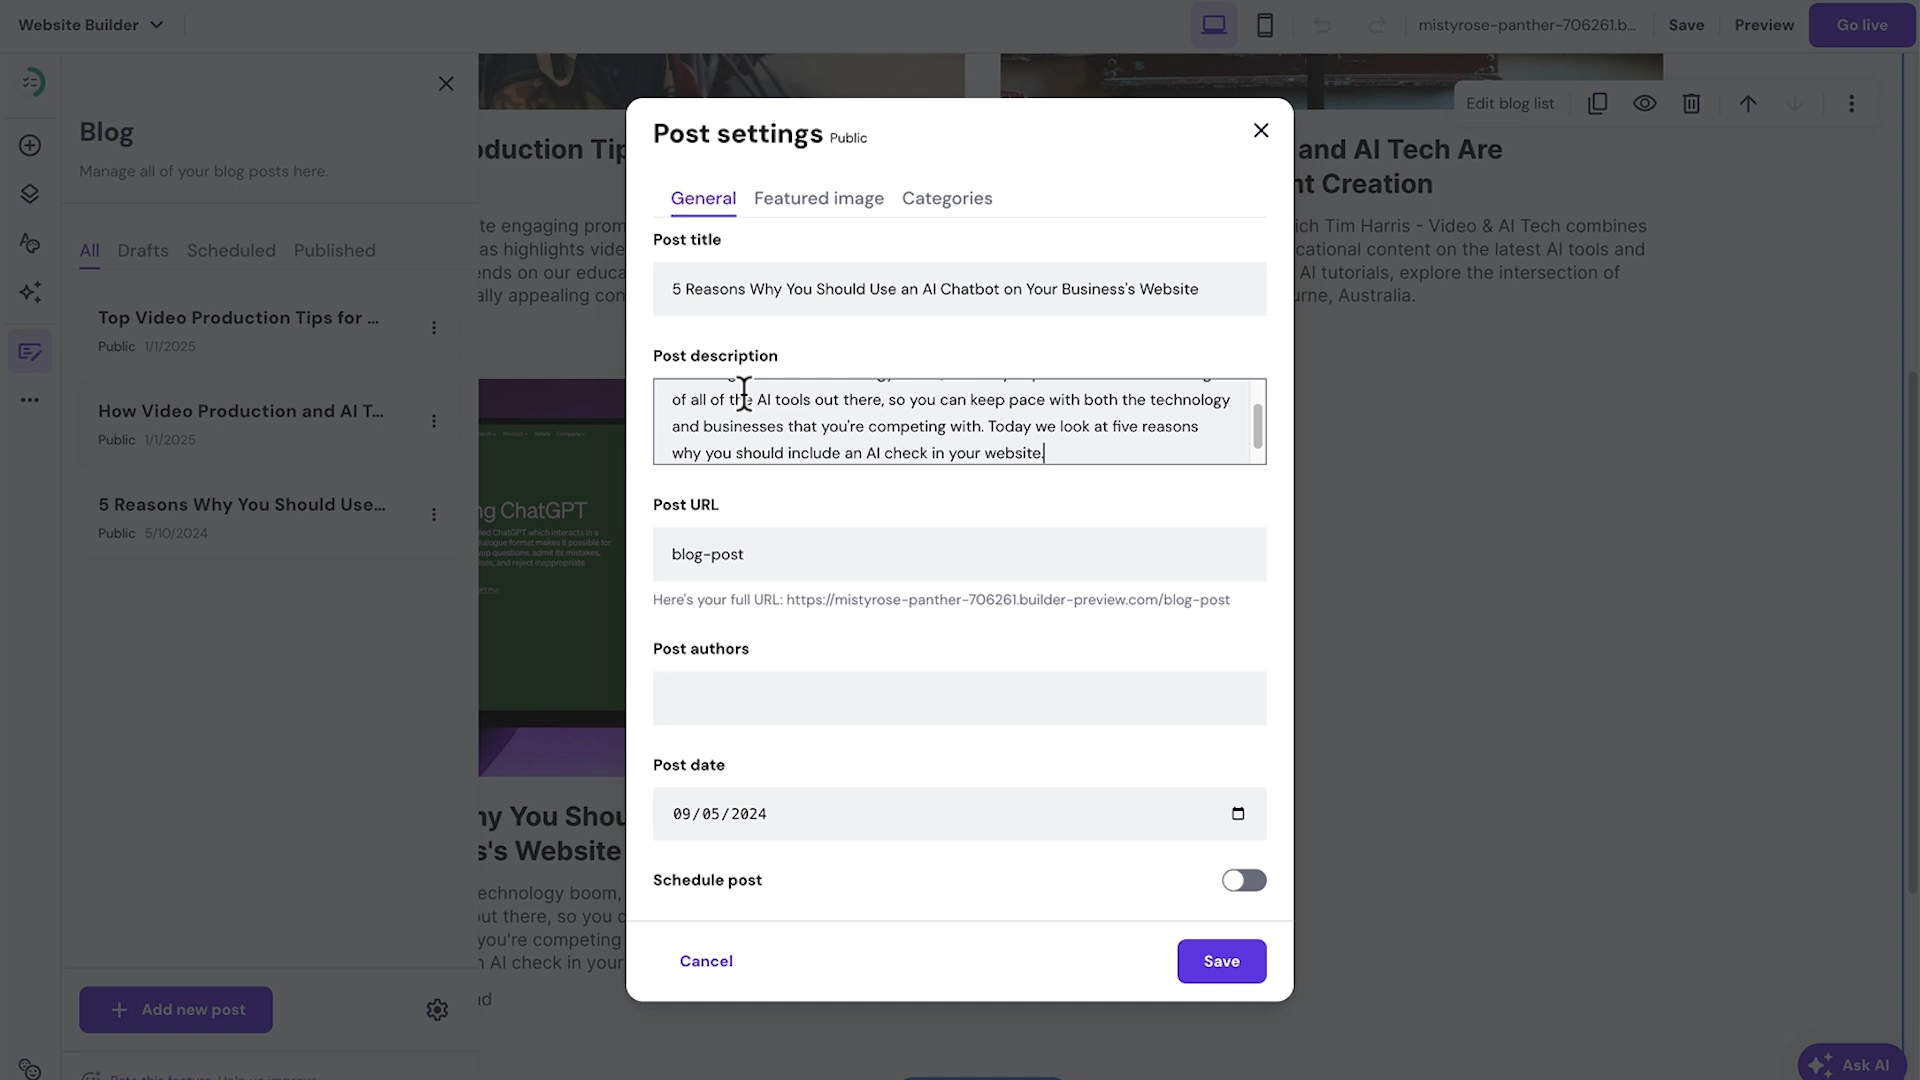 Website Builder
mistyrose-panther-706261.b...
Save
Preview
Go live
Blog
Manage all of your blog posts here.
All
Drafts
Scheduled
Published
Top Video Production Tips for ...
Public 1/1/2025
How Video Production and AI T...
Public 1/1/2025
5 Reasons Why You Should Use...
Public 5/10/2024
Add new post
Edit blog list
duction Tip
te engaging prom
as highlights vide
ends on our educa
ally appealing con
and AI Tech Are
nt Creation
ich Tim Harris - Video & AI Tech combines
cational content on the latest AI tools and
AI tutorials, explore the intersection of
urne, Australia.
ng ChatGPT
hy You Shou
s's Website
echnology boom,
ut there, so you c
you're competing
n AI check in your
Post settings Public
General
Featured image
Categories
Post title
5 Reasons Why You Should Use an AI Chatbot on Your Business's Website
Post description
of all of the AI tools out there, so you can keep pace with both the technology
and businesses that you're competing with. Today we look at five reasons
why you should include an AI check in your website.
Post URL
blog-post
Here's your full URL: https://mistyrose-panther-706261.builder-preview.com/blog-post
Post authors
Post date
09/05/2024
Schedule post
Cancel
Save
Ask AI